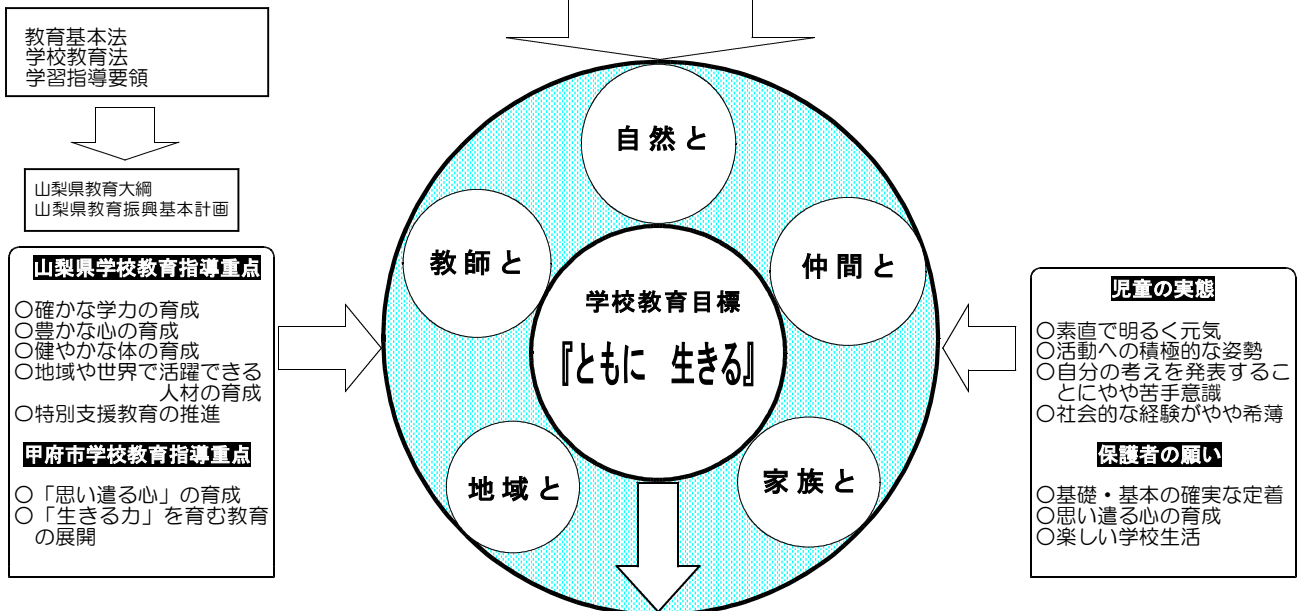 教育基本法
学校教育法
学習指導要領
山梨県教育大綱
山梨県教育振興基本計画
山梨県学校教育指導重点
○確かな学力の育成
○豊かな心の育成
○健やかな体の育成
○地域や世界で活躍できる
人材の育成
○特別支援教育の推進
甲府市学校教育指導重点
○「思い遣る心」の育成
○「生きる力」を育む教育
の展開
自然と
教師と
仲間と
学校教育目標
『ともに　生きる』
地域と
家族と
児童の実態
○素直で明るく元気
○活動への積極的な姿勢
○自分の考えを発表するこ
とにやや苦手意識
○社会的な経験がやや希薄
保護者の願い
○基礎・基本の確実な定着
○思い遣る心の育成
○楽しい学校生活